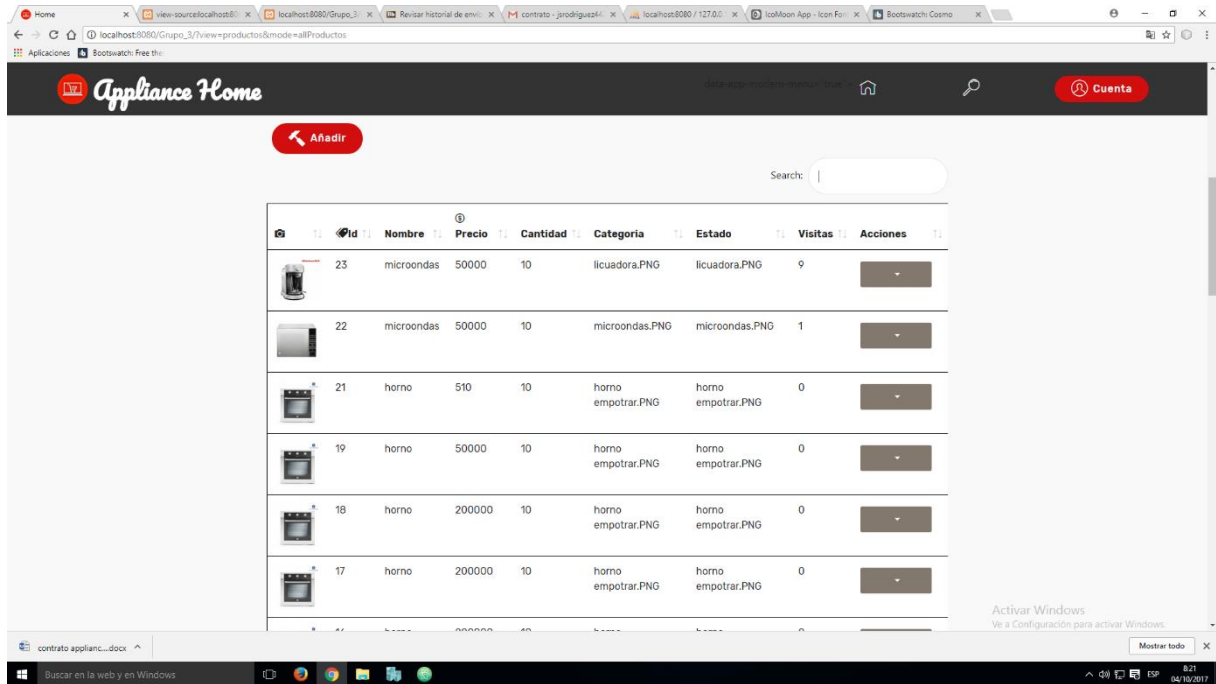 Home
view-source:localhost:80
localhost:8080/Grupo_3/
Revisar historial de envío
contrato - jsrodriguez44
localhost:8080 / 127.0.0.1
IcoMoon App - Icon Font
Bootswatch: Cosmo
localhost:8080/Grupo_3/?view=productos&mode=allProductos
Aplicaciones
Bootswatch: Free the
Appliance Home
Cuenta
Añadir
Search:
Id Nombre Precio Cantidad Categoria Estado Visitas Acciones
23 microondas 50000 10 licuadora.PNG licuadora.PNG 9
22 microondas 50000 10 microondas.PNG microondas.PNG 1
21 horno 510 10 horno empotrar.PNG horno empotrar.PNG 0
19 horno 50000 10 horno empotrar.PNG horno empotrar.PNG 0
18 horno 200000 10 horno empotrar.PNG horno empotrar.PNG 0
17 horno 200000 10 horno empotrar.PNG horno empotrar.PNG 0
Activar Windows
Ve a Configuración para activar Windows.
contrato applianc....docx
Mostrar todo
Buscar en la web y en Windows
ESP
8:21
04/10/2017